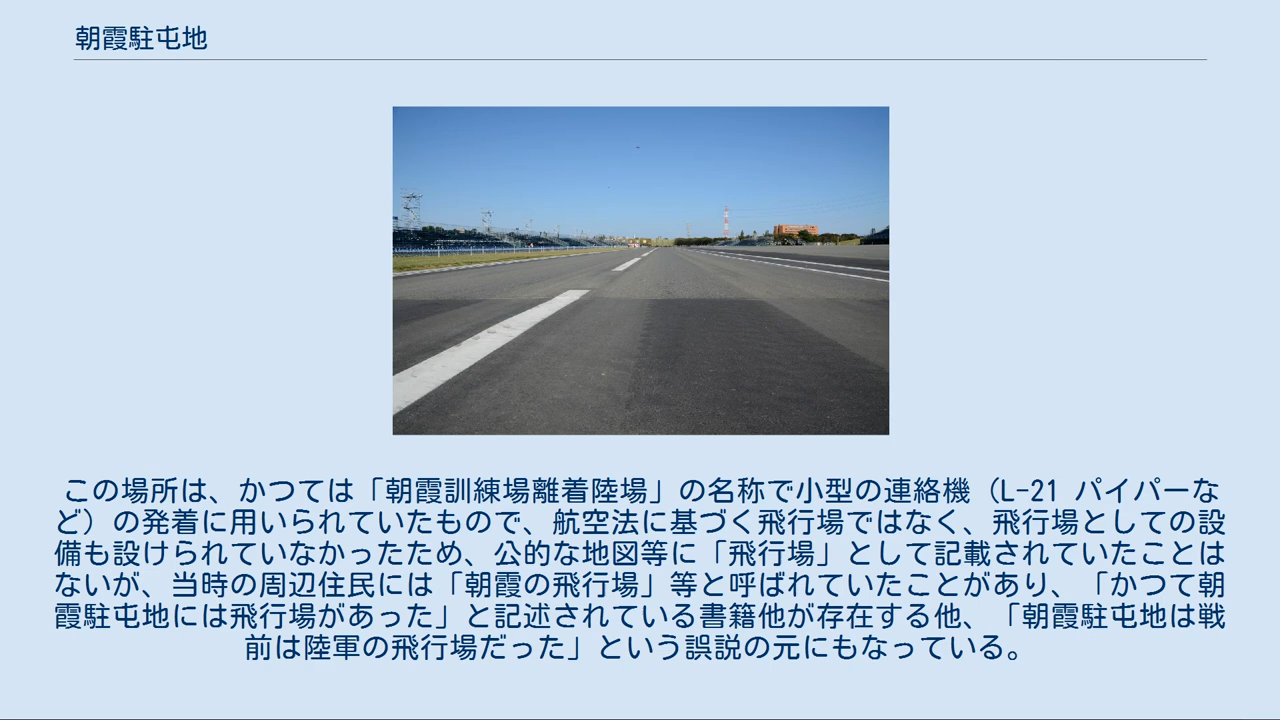 朝霞駐屯地
この場所は、かつては「朝霞訓練場離着陸場」の名称で小型の連絡機（L-21 パイパーな
ど）の発着に用いられていたもので、航空法に基づく飛行場ではなく、飛行場としての設
備も設けられていなかったため、公的な地図等に「飛行場」として記載されていたことは
ないが、当時の周辺住民には「朝霞の飛行場」等と呼ばれていたことがあり、「かつて朝
霞駐屯地には飛行場があった」と記述されている書籍他が存在する他、「朝霞駐屯地は戦
前は陸軍の飛行場だった」という誤説の元にもなっている。